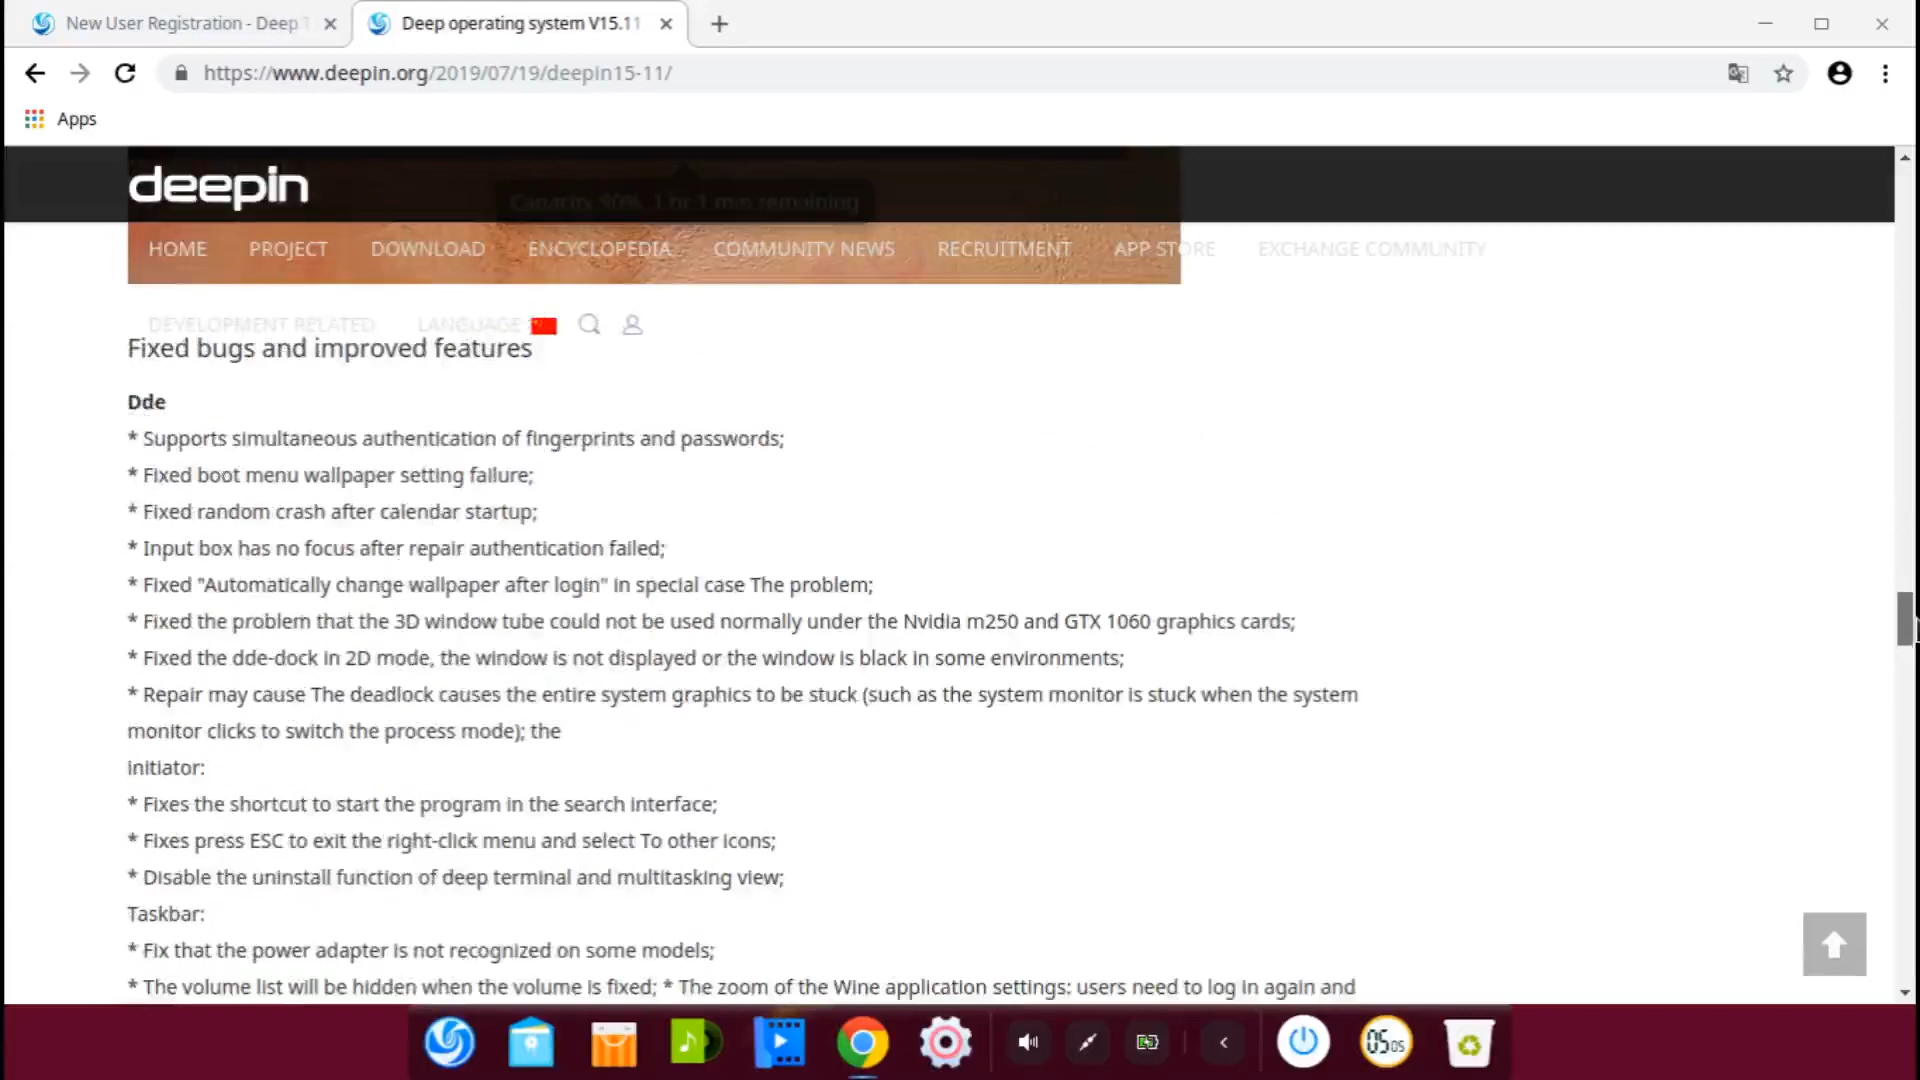 New User Registration - Deep T
Deep operating system V15.11
https://www.deepin.org/2019/07/19/deepin15-11/
Apps
deepin
Capacity 90%, 1 hr 1 min remaining
HOME PROJECT DOWNLOAD ENCYCLOPEDIA COMMUNITY NEWS RECRUITMENT APP STORE EXCHANGE COMMUNITY
DEVELOPMENT RELATED LANGUAGE
Fixed bugs and improved features
Dde
* Supports simultaneous authentication of fingerprints and passwords;
* Fixed boot menu wallpaper setting failure;
* Fixed random crash after calendar startup;
* Input box has no focus after repair authentication failed;
* Fixed "Automatically change wallpaper after login" in special case The problem;
* Fixed the problem that the 3D window tube could not be used normally under the Nvidia m250 and GTX 1060 graphics cards;
* Fixed the dde-dock in 2D mode, the window is not displayed or the window is black in some environments;
* Repair may cause The deadlock causes the entire system graphics to be stuck (such as the system monitor is stuck when the system
monitor clicks to switch the process mode); the
initiator:
* Fixes the shortcut to start the program in the search interface;
* Fixes press ESC to exit the right-click menu and select To other icons;
* Disable the uninstall function of deep terminal and multitasking view;
Taskbar:
* Fix that the power adapter is not recognized on some models;
* The volume list will be hidden when the volume is fixed; * The zoom of the Wine application settings: users need to log in again and
05 05